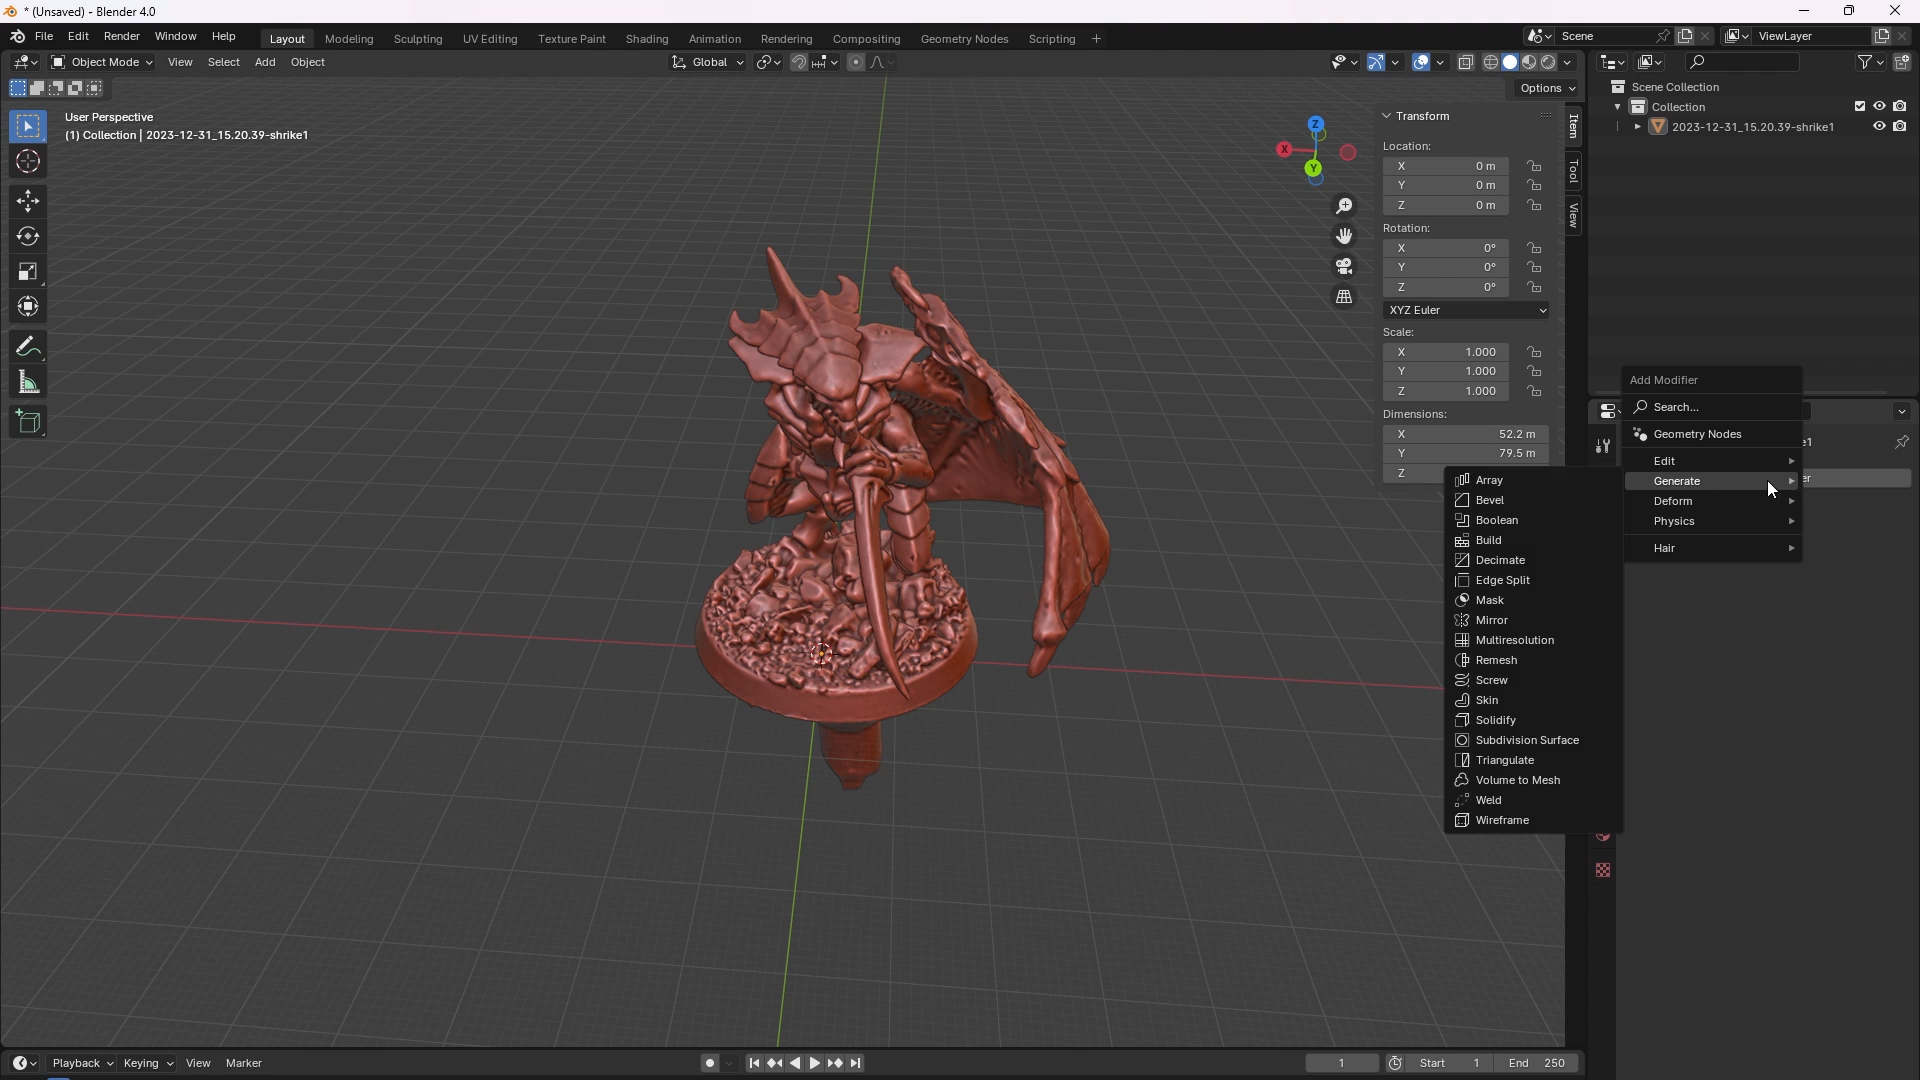 * (Unsaved) - Blender 4.0
File Edit Render Window Help
Layout Modeling Sculpting UV Editing Texture Paint Shading Animation Rendering Compositing Geometry Nodes Scripting +
Scene
ViewLayer
Object Mode View Select Add Object
Global
Options
User Perspective
(1) Collection | 2023-12-31_15.20.39-shrike1
Z
X
Y
Transform
Location:
X 0 m
Y 0 m
Z 0 m
Rotation:
X 0°
Y 0°
Z 0°
XYZ Euler
Scale:
X 1.000
Y 1.000
Z 1.000
Dimensions:
X 52.2 m
Y 79.5 m
Z
Item
Tool
View
Scene Collection
Collection
2023-12-31_15.20.39-shrike1
Add Modifier
Search...
Geometry Nodes
Edit
Generate
Deform
Physics
Hair
e1
er
Array
Bevel
Boolean
Build
Decimate
Edge Split
Mask
Mirror
Multiresolution
Remesh
Screw
Skin
Solidify
Subdivision Surface
Triangulate
Volume to Mesh
Weld
Wireframe
Playback Keying View Marker
1
Start 1
End 250